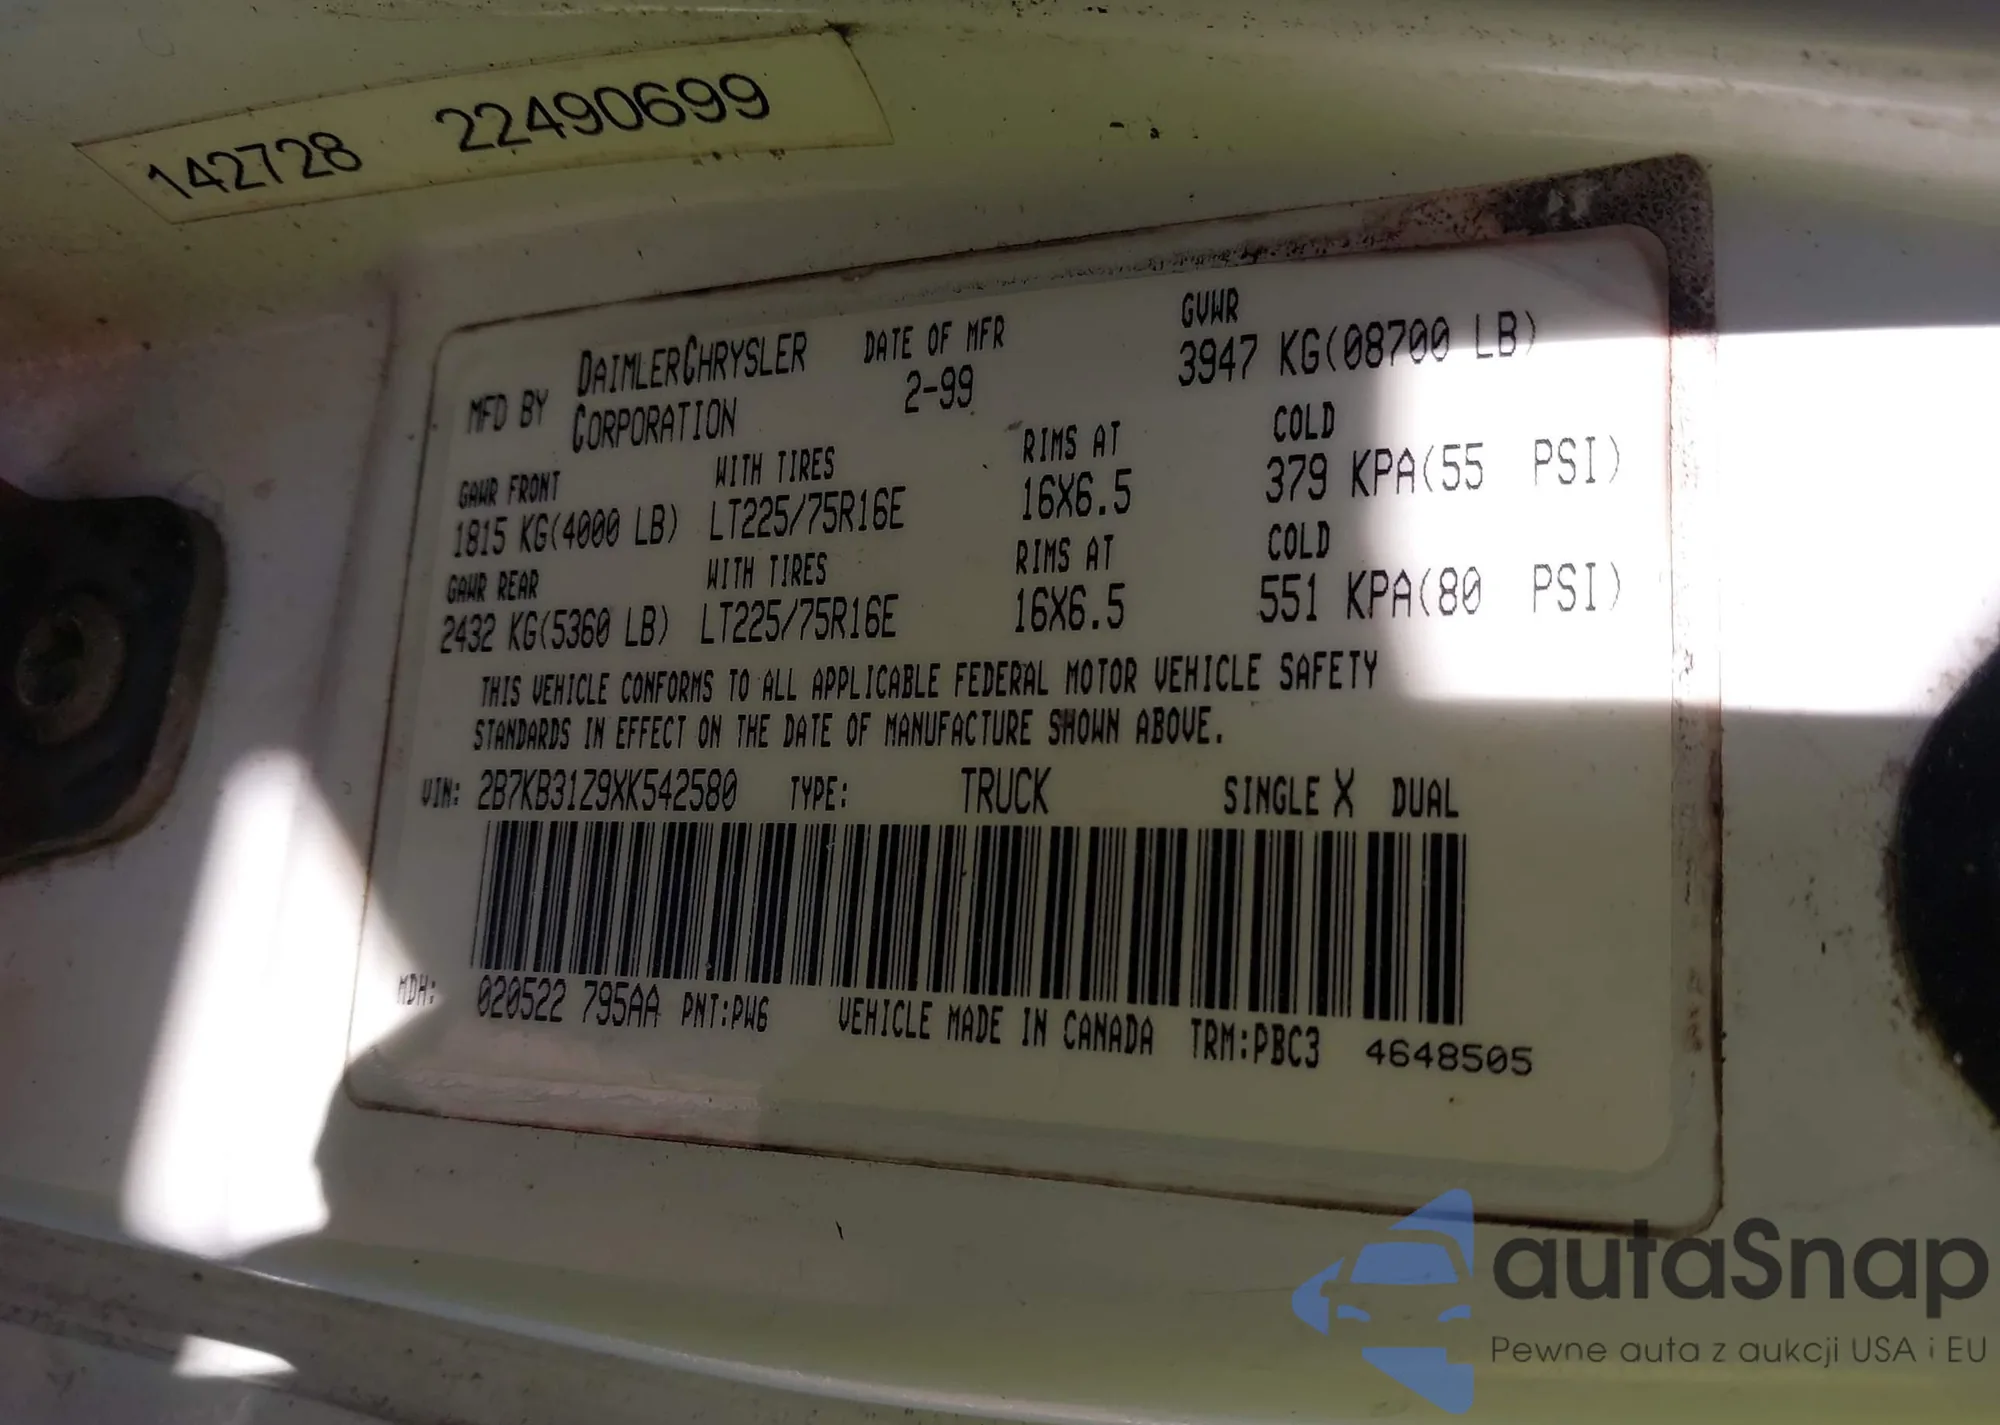 142728 22490699
MFD BY DAIMLERCHRYSLER CORPORATION DATE OF MFR 2-99 GVWR 3947 KG(08700 LB)
GAWR FRONT WITH TIRES RIMS AT COLD
1815 KG(4000 LB) LT225/75R16E 16X6.5 379 KPA(55 PSI)
GAWR REAR WITH TIRES RIMS AT COLD
2432 KG(5360 LB) LT225/75R16E 16X6.5 551 KPA(80 PSI)
THIS VEHICLE CONFORMS TO ALL APPLICABLE FEDERAL MOTOR VEHICLE SAFETY
STANDARDS IN EFFECT ON THE DATE OF MANUFACTURE SHOWN ABOVE.
VIN: 2B7KB31Z9XK542580 TYPE: TRUCK SINGLE X DUAL
MDH: 020522 795AA PNT:PW6 VEHICLE MADE IN CANADA TRM:PBC3 4648505
autaSnap
Pewne auta z aukcji USA i EU